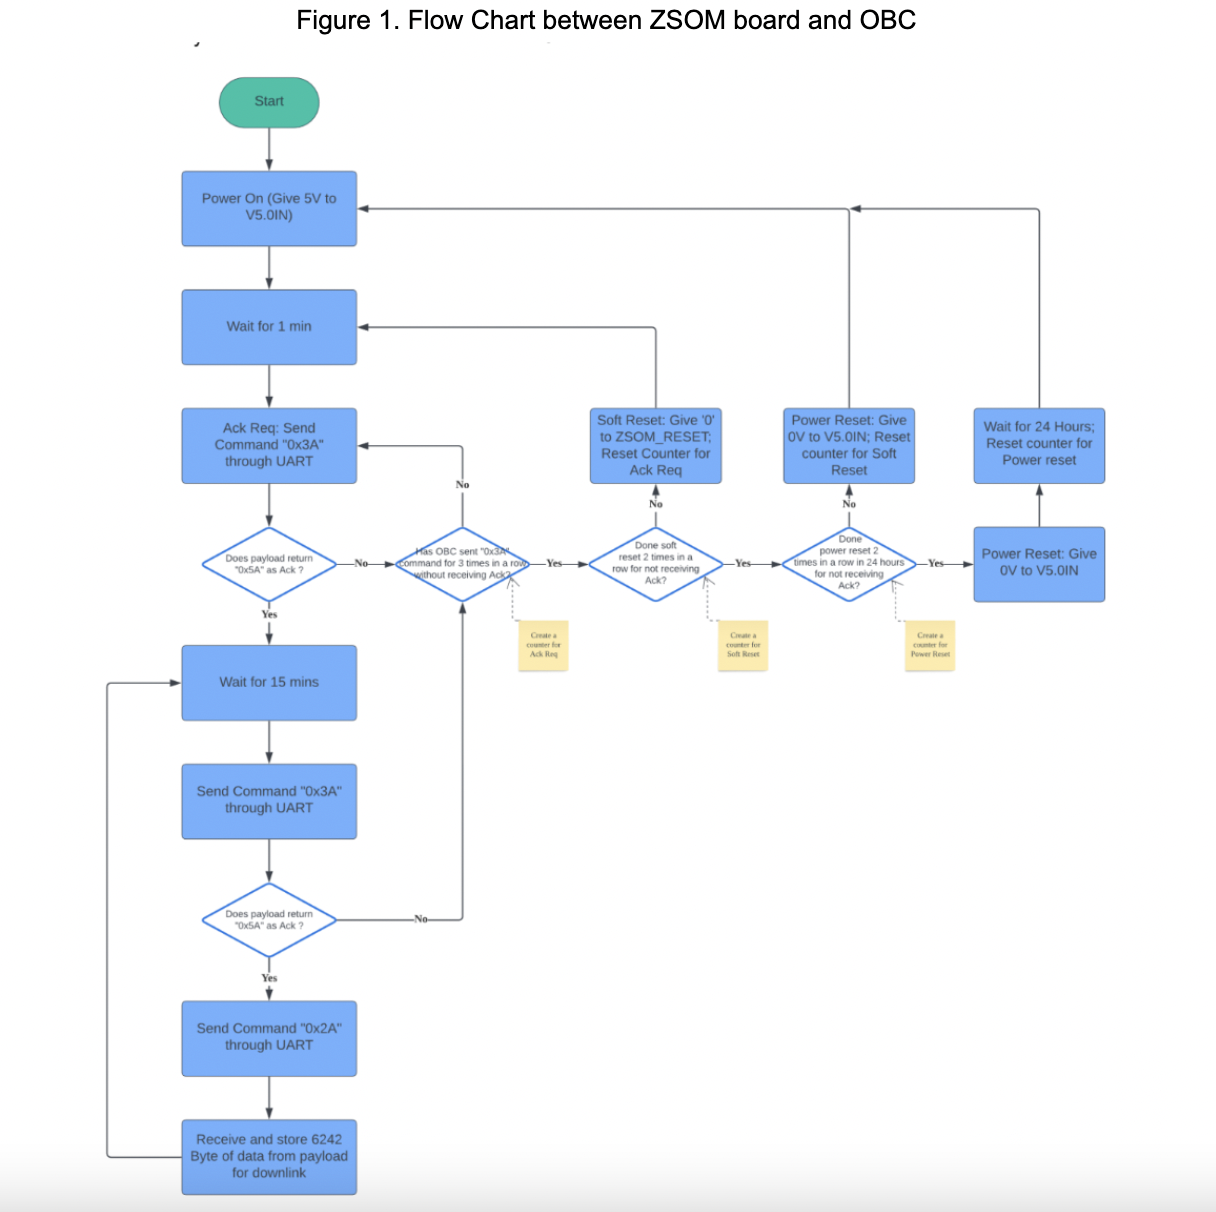 Figure 1. Flow Chart between ZSOM board and OBC
Start
Power On (Give 5V to
V5.0IN)
Wait for 1 min
Ack Req: Send
Command "0x3A"
through UART
Soft Reset: Give '0'
to ZSOM_RESET;
Reset Counter for
Ack Req
Power Reset: Give
0V to V5.0IN; Reset
counter for Soft
Reset
Wait for 24 Hours;
Reset counter for
Power reset
No
No
No
Does payload return
"0x5A" as Ack ?
No
Has OBC sent "0x3A"
command for 3 times in a row
without receiving Ack?
Yes
Done soft
reset 2 times in a
row for not receiving
Ack?
Yes
Done
power reset 2
times in a row in 24 hours
for not receiving
Ack?
Yes
Power Reset: Give
0V to V5.0IN
Yes
Create a
counter for
Ack Req
Create a
counter for
Soft Reset
Create a
counter for
Power Reset
Wait for 15 mins
Send Command "0x3A"
through UART
Does payload return
"0x5A" as Ack ?
No
Yes
Send Command "0x2A"
through UART
Receive and store 6242
Byte of data from payload
for downlink